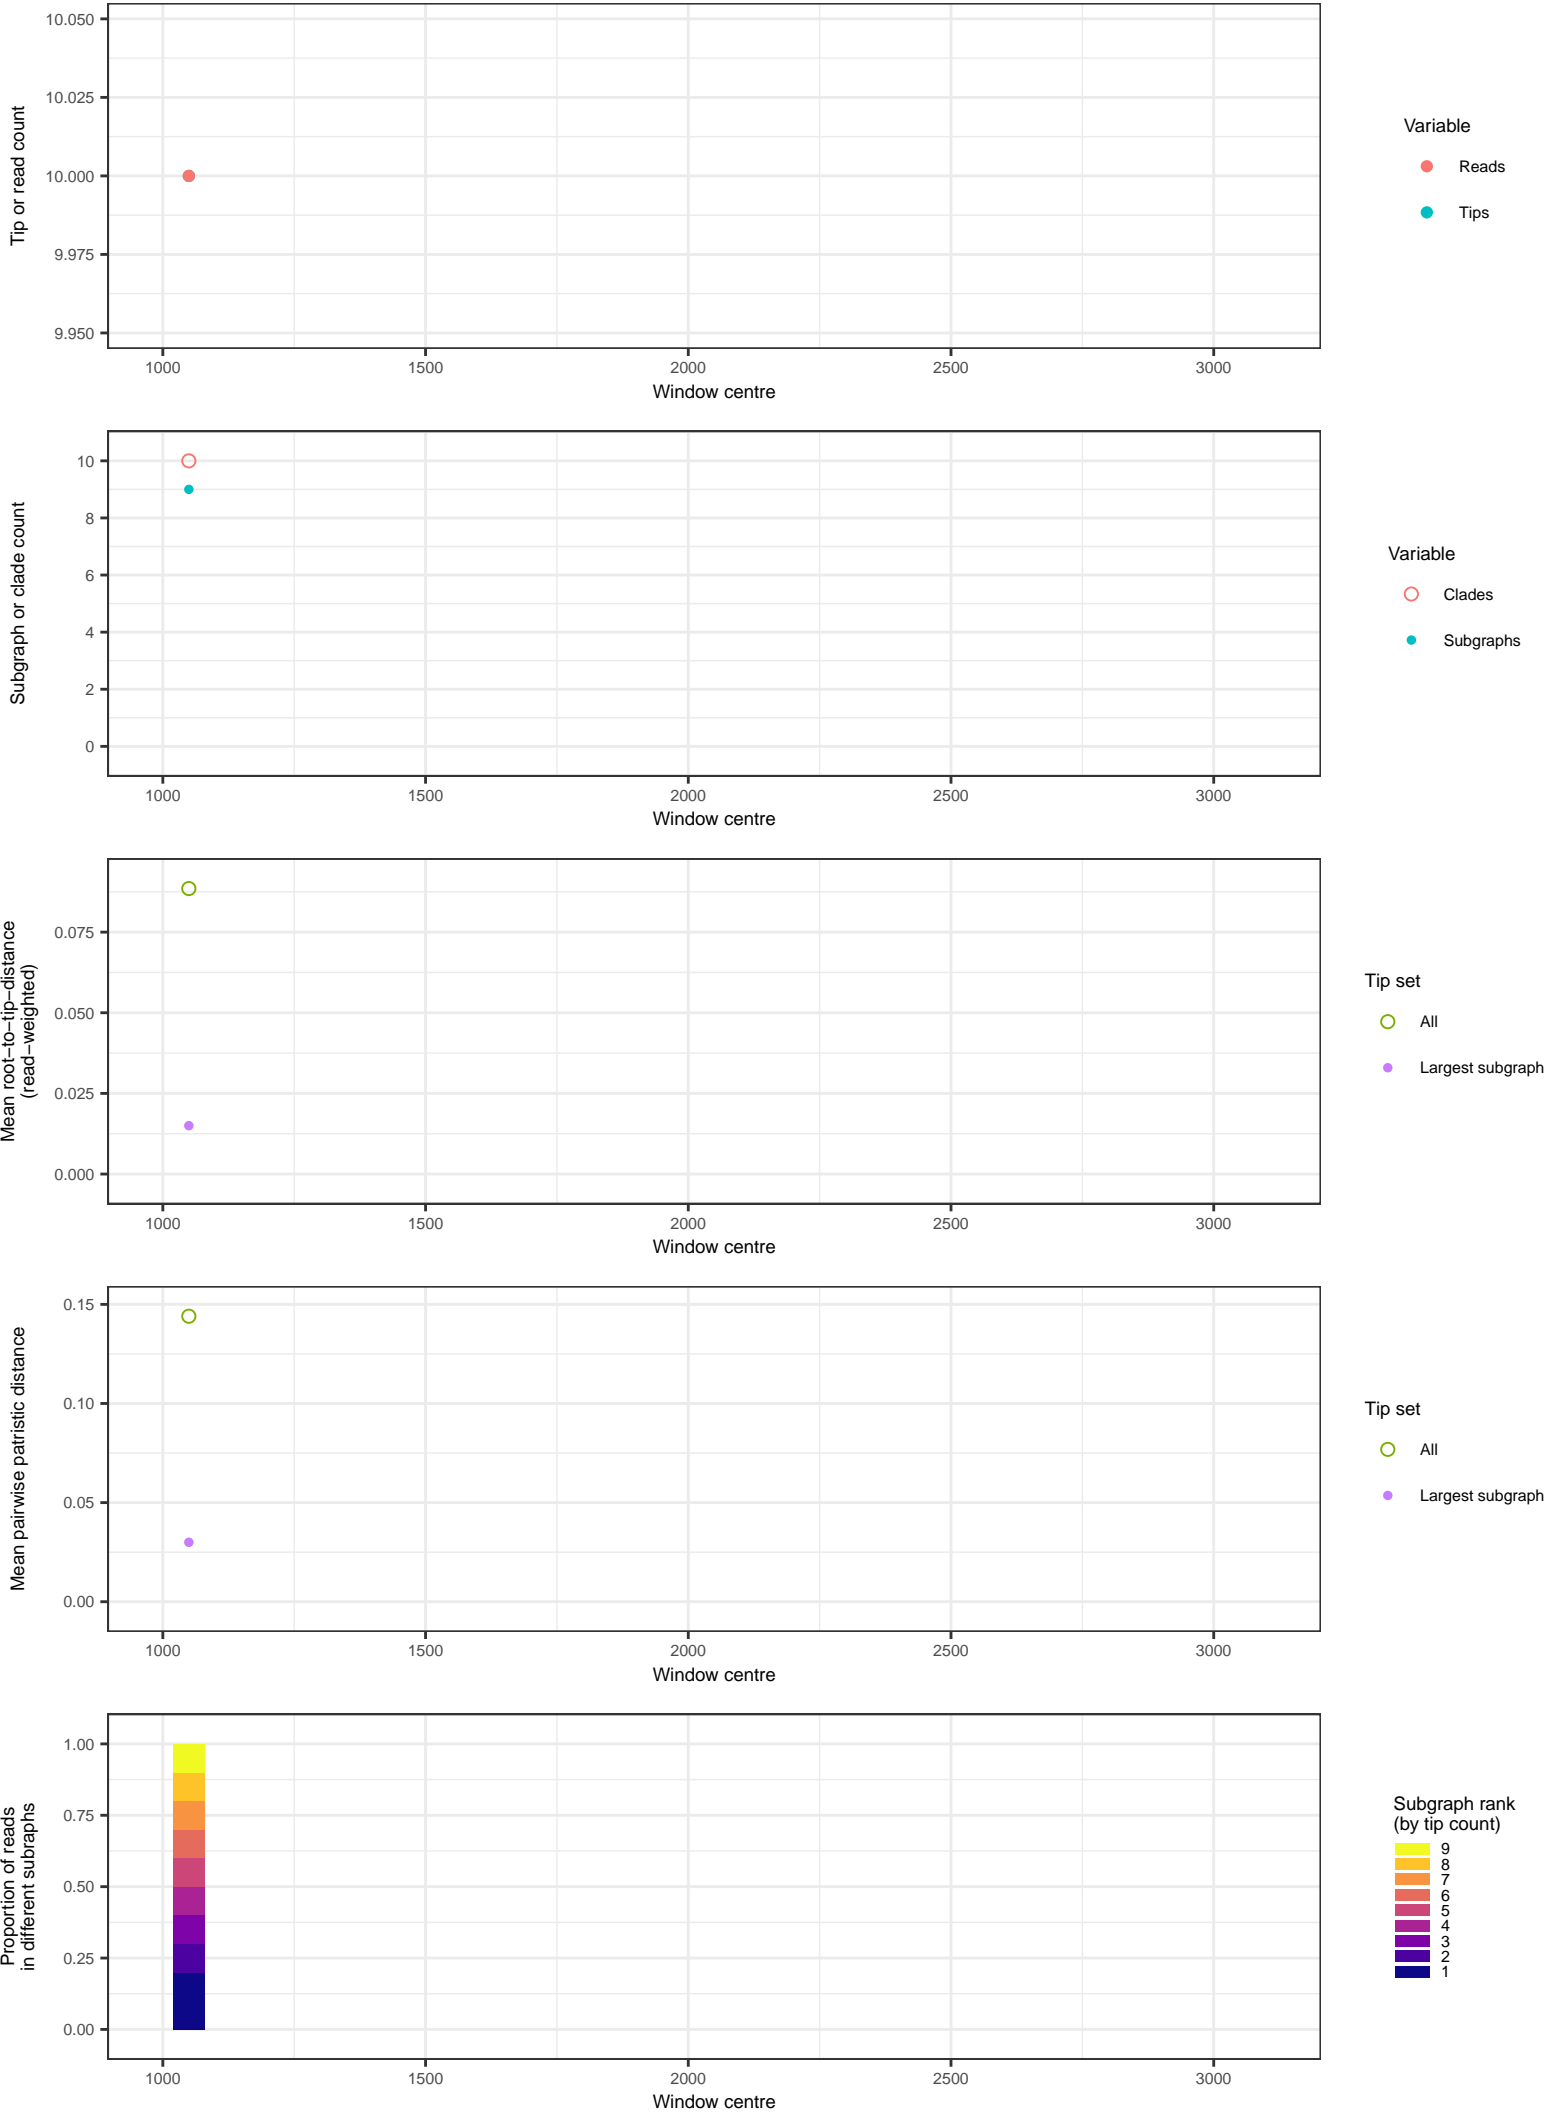 10.050
10.025
10.000
9.975
9.950
Tip or read count
1000 1500 2000 2500 3000
Window centre
Variable
Reads
Tips
10
8
6
4
2
0
Subgraph or clade count
1000 1500 2000 2500 3000
Window centre
Variable
Clades
Subgraphs
0.075
0.050
0.025
0.000
Mean root−to−tip−distance
(read−weighted)
1000 1500 2000 2500 3000
Window centre
Tip set
All
Largest subgraph
0.15
0.10
0.05
0.00
Mean pairwise patristic distance
1000 1500 2000 2500 3000
Window centre
Tip set
All
Largest subgraph
1.00
0.75
0.50
0.25
0.00
Proportion of reads
in different subraphs
1000 1500 2000 2500 3000
Window centre
Subgraph rank
(by tip count)
9
8
7
6
5
4
3
2
1